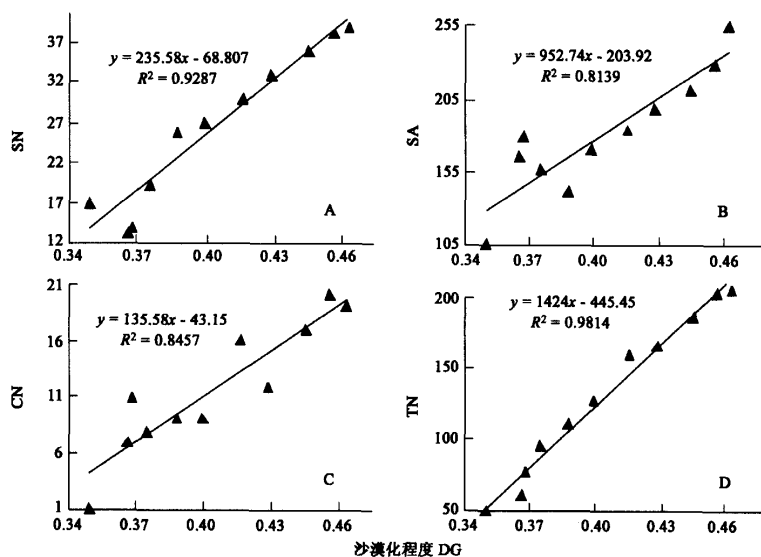 37
32
27
22
17
12
SN
y = 235.58x - 68.807
R² = 0.9287
A
0.34 0.37 0.40 0.43 0.46
255
205
155
105
SA
y = 952.74x - 203.92
R² = 0.8139
B
0.34 0.37 0.40 0.43 0.46
21
16
11
6
1
CN
y = 135.58x - 43.15
R² = 0.8457
C
0.34 0.37 0.40 0.43 0.46
200
150
100
50
TN
y = 1424x - 445.45
R² = 0.9814
D
0.34 0.37 0.40 0.43 0.46
沙漠化程度 DG